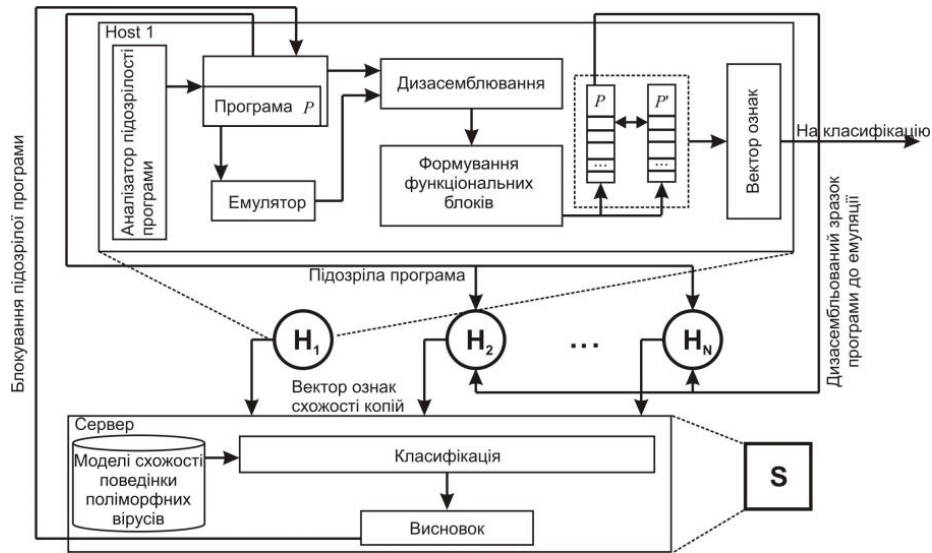 Host 1
Блокування підозрілої програми
Аналізатор підозрілості
програми
Програма P
Емулятор
Дизасемблювання
Формування
функціональних
блоків
P
...
P'
...
Вектор ознак
На класифікацію
Дизасембльований зразок
програми до емуляції
Підозріла програма
H1
H2
...
HN
Вектор ознак
схожості копій
Сервер
Моделі схожості
поведінки
поліморфних
вірусів
Класифікація
Висновок
S